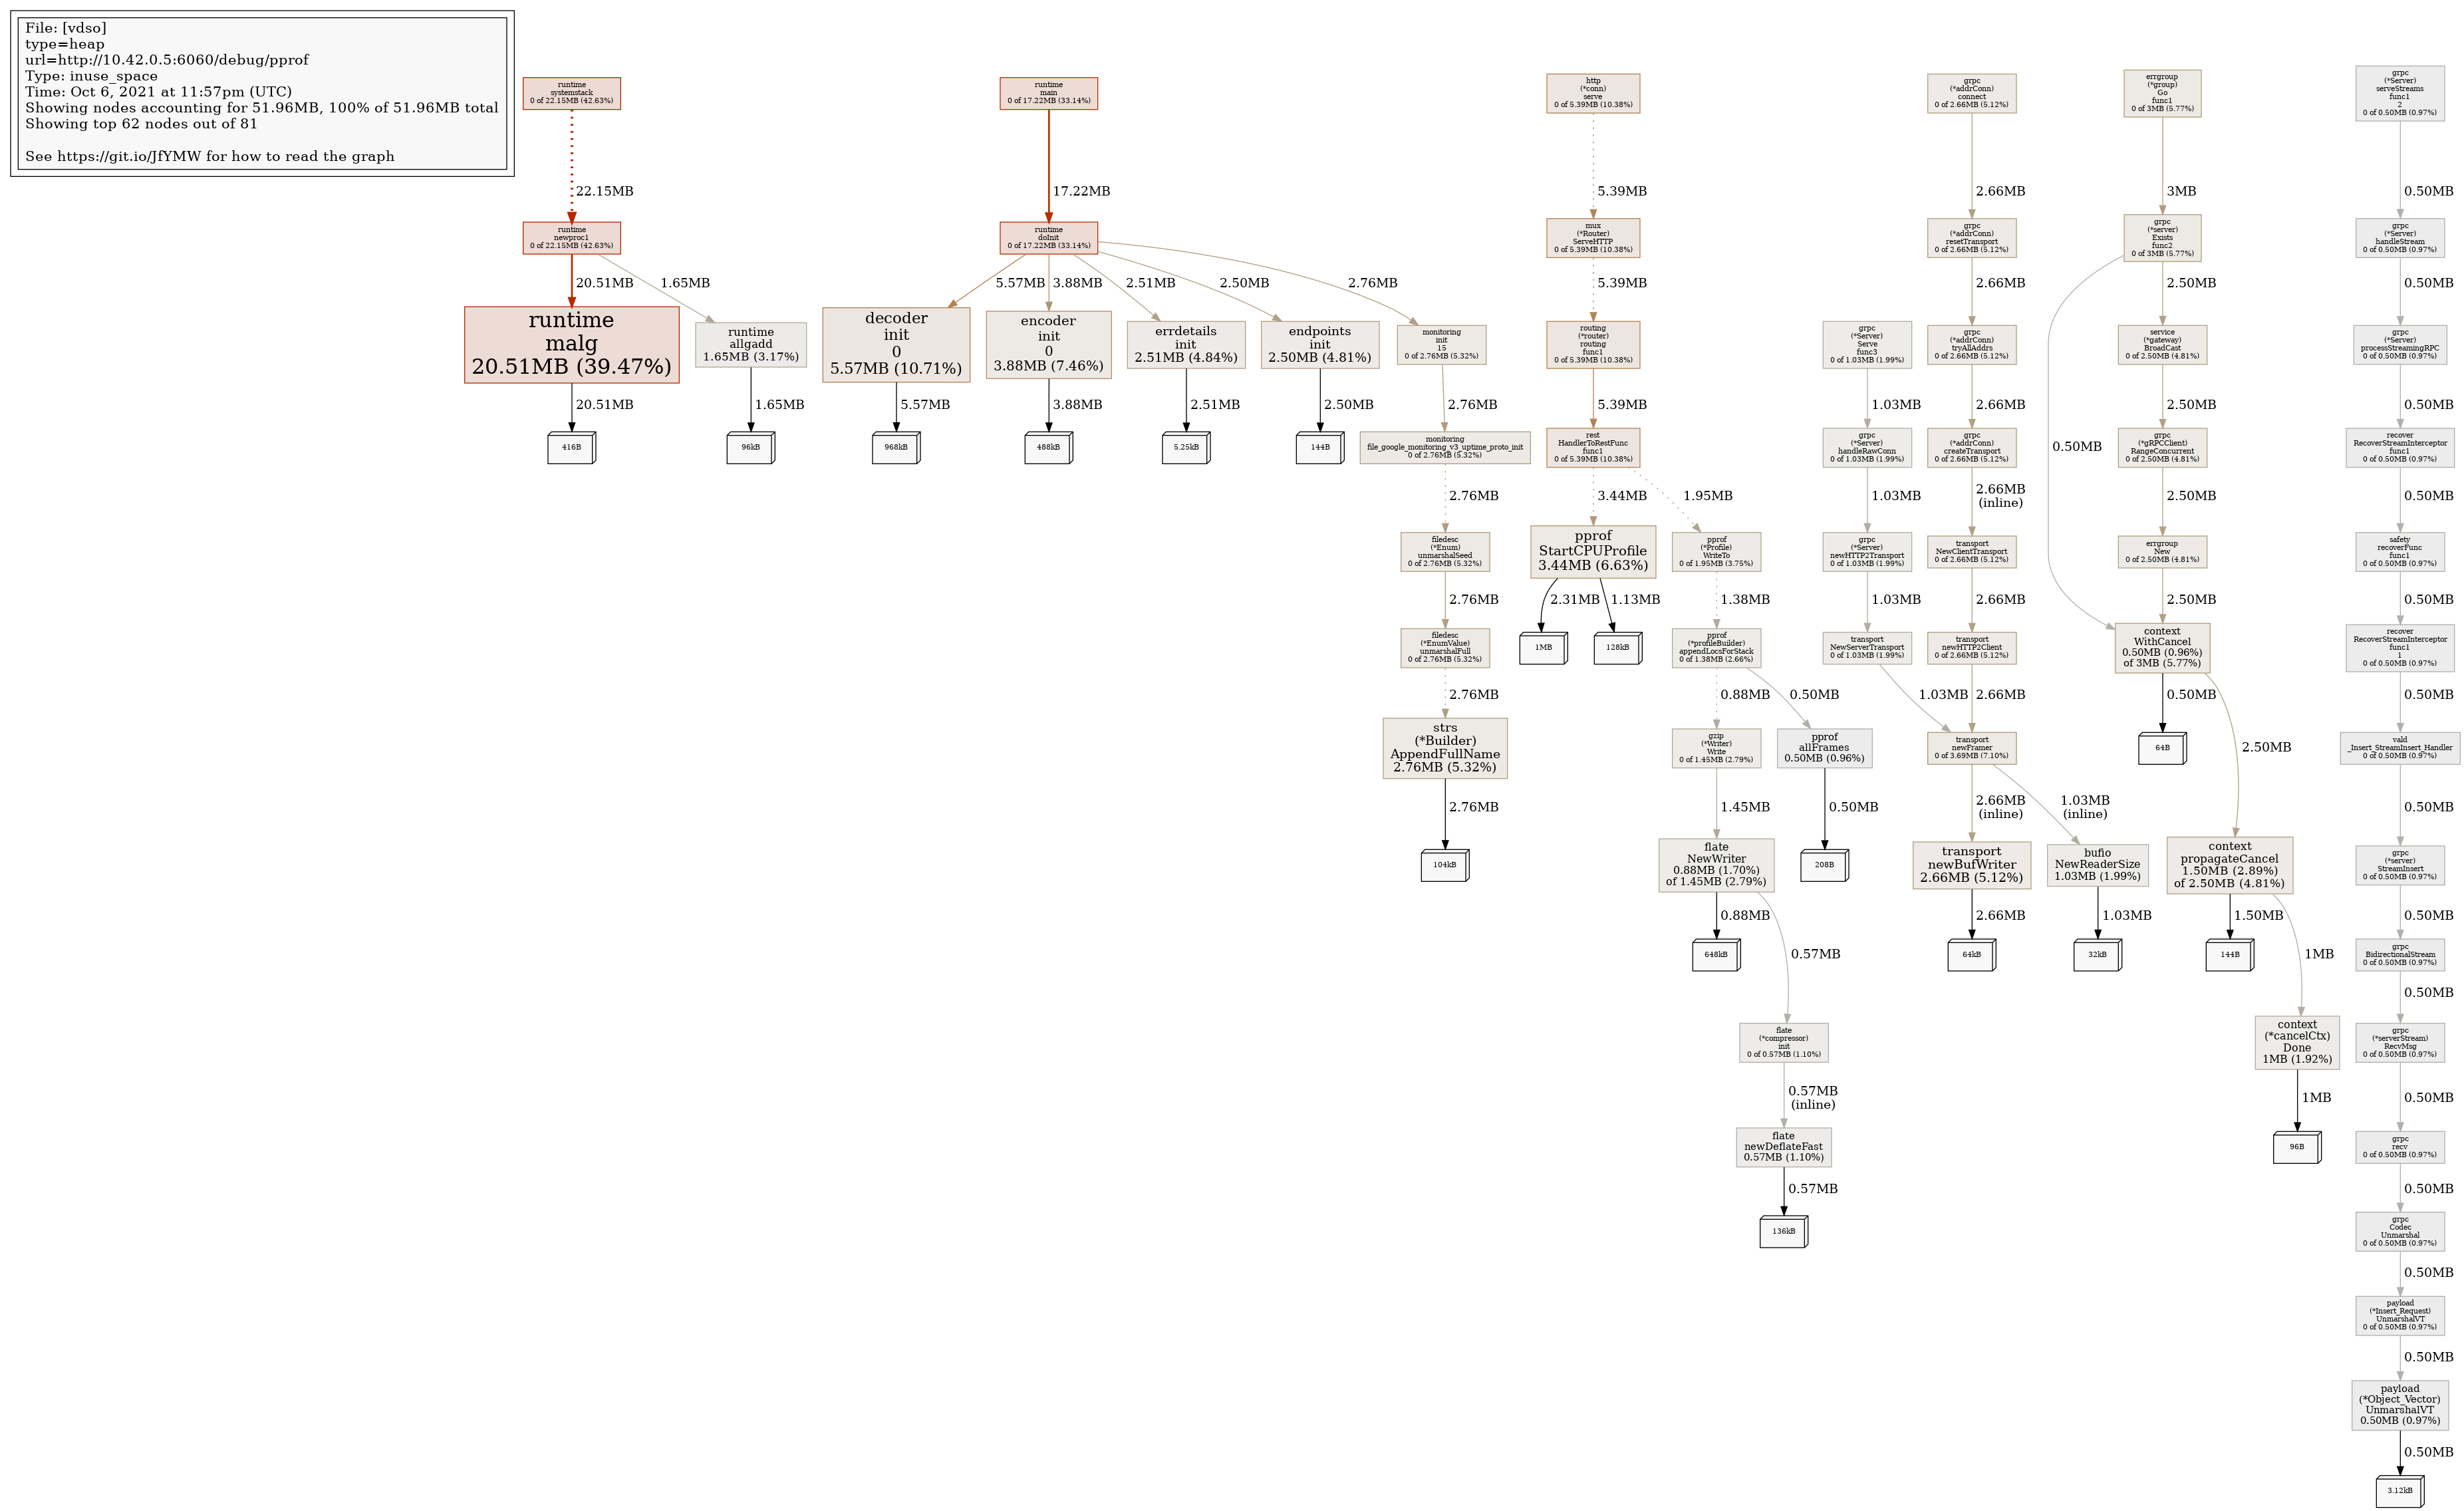 File: [vdso]
type=heap
url=http://10.42.0.5:6060/debug/pprof
Type: inuse_space
Time: Oct 6, 2021 at 11:57pm (UTC)
Showing nodes accounting for 51.96MB, 100% of 51.96MB total
Showing top 62 nodes out of 81
See https://git.io/JfYMW for how to read the graph
runtime
systemstack
0 of 22.15MB (42.63%)
22.15MB
runtime
newproc1
0 of 22.15MB (42.63%)
20.51MB
1.65MB
runtime
malg
20.51MB (39.47%)
20.51MB
416B
runtime
allgadd
1.65MB (3.17%)
1.65MB
96kB
runtime
main
0 of 17.22MB (33.14%)
17.22MB
runtime
doInit
0 of 17.22MB (33.14%)
5.57MB
3.88MB
2.51MB
2.50MB
2.76MB
decoder
init
0
5.57MB (10.71%)
5.57MB
968kB
encoder
init
0
3.88MB (7.46%)
3.88MB
488kB
errdetails
init
2.51MB (4.84%)
2.51MB
5.25kB
endpoints
init
2.50MB (4.81%)
2.50MB
144B
monitoring
init
15
0 of 2.76MB (5.32%)
2.76MB
monitoring
file_google_monitoring_v3_uptime_proto_init
0 of 2.76MB (5.32%)
2.76MB
filedesc
(*Enum)
unmarshalSeed
0 of 2.76MB (5.32%)
2.76MB
filedesc
(*EnumValue)
unmarshalFull
0 of 2.76MB (5.32%)
2.76MB
strs
(*Builder)
AppendFullName
2.76MB (5.32%)
2.76MB
104kB
http
(*conn)
serve
0 of 5.39MB (10.38%)
5.39MB
mux
(*Router)
ServeHTTP
0 of 5.39MB (10.38%)
5.39MB
routing
(*router)
routing
func1
0 of 5.39MB (10.38%)
5.39MB
rest
HandlerToRestFunc
func1
0 of 5.39MB (10.38%)
3.44MB
1.95MB
pprof
StartCPUProfile
3.44MB (6.63%)
2.31MB
1.13MB
1MB
128kB
pprof
(*Profile)
WriteTo
0 of 1.95MB (3.75%)
1.38MB
pprof
(*profileBuilder)
appendLocsForStack
0 of 1.38MB (2.66%)
0.88MB
0.50MB
gzip
(*Writer)
Write
0 of 1.45MB (2.79%)
1.45MB
pprof
allFrames
0.50MB (0.96%)
0.50MB
208B
flate
NewWriter
0.88MB (1.70%)
of 1.45MB (2.79%)
0.88MB
648kB
0.57MB
flate
(*compressor)
init
0 of 0.57MB (1.10%)
0.57MB
(inline)
flate
newDeflateFast
0.57MB (1.10%)
0.57MB
136kB
grpc
(*Server)
Serve
func3
0 of 1.03MB (1.99%)
1.03MB
grpc
(*Server)
handleRawConn
0 of 1.03MB (1.99%)
1.03MB
grpc
(*Server)
newHTTP2Transport
0 of 1.03MB (1.99%)
1.03MB
transport
NewServerTransport
0 of 1.03MB (1.99%)
1.03MB
grpc
(*addrConn)
connect
0 of 2.66MB (5.12%)
2.66MB
grpc
(*addrConn)
resetTransport
0 of 2.66MB (5.12%)
2.66MB
grpc
(*addrConn)
tryAllAddrs
0 of 2.66MB (5.12%)
2.66MB
grpc
(*addrConn)
createTransport
0 of 2.66MB (5.12%)
2.66MB
(inline)
transport
NewClientTransport
0 of 2.66MB (5.12%)
2.66MB
transport
newHTTP2Client
0 of 2.66MB (5.12%)
2.66MB
transport
newFramer
0 of 3.69MB (7.10%)
2.66MB
(inline)
1.03MB
(inline)
transport
newBufWriter
2.66MB (5.12%)
2.66MB
64kB
bufio
NewReaderSize
1.03MB (1.99%)
1.03MB
32kB
errgroup
(*group)
Go
func1
0 of 3MB (5.77%)
3MB
grpc
(*server)
Exists
func2
0 of 3MB (5.77%)
0.50MB
2.50MB
service
(*gateway)
BroadCast
0 of 2.50MB (4.81%)
2.50MB
grpc
(*gRPCClient)
RangeConcurrent
0 of 2.50MB (4.81%)
2.50MB
errgroup
New
0 of 2.50MB (4.81%)
2.50MB
context
WithCancel
0.50MB (0.96%)
of 3MB (5.77%)
0.50MB
64B
2.50MB
context
propagateCancel
1.50MB (2.89%)
of 2.50MB (4.81%)
1.50MB
144B
1MB
context
(*cancelCtx)
Done
1MB (1.92%)
1MB
96B
grpc
(*Server)
serveStreams
func1
2
0 of 0.50MB (0.97%)
0.50MB
grpc
(*Server)
handleStream
0 of 0.50MB (0.97%)
0.50MB
grpc
(*Server)
processStreamingRPC
0 of 0.50MB (0.97%)
0.50MB
recover
RecoverStreamInterceptor
func1
0 of 0.50MB (0.97%)
0.50MB
safety
recoverFunc
func1
0 of 0.50MB (0.97%)
0.50MB
recover
RecoverStreamInterceptor
func1
1
0 of 0.50MB (0.97%)
0.50MB
vald
_Insert_StreamInsert_Handler
0 of 0.50MB (0.97%)
0.50MB
grpc
(*server)
StreamInsert
0 of 0.50MB (0.97%)
0.50MB
grpc
BidirectionalStream
0 of 0.50MB (0.97%)
0.50MB
grpc
(*serverStream)
RecvMsg
0 of 0.50MB (0.97%)
0.50MB
grpc
recv
0 of 0.50MB (0.97%)
0.50MB
grpc
Codec
Unmarshal
0 of 0.50MB (0.97%)
0.50MB
payload
(*Insert_Request)
UnmarshalVT
0 of 0.50MB (0.97%)
0.50MB
payload
(*Object_Vector)
UnmarshalVT
0.50MB (0.97%)
0.50MB
3.12kB